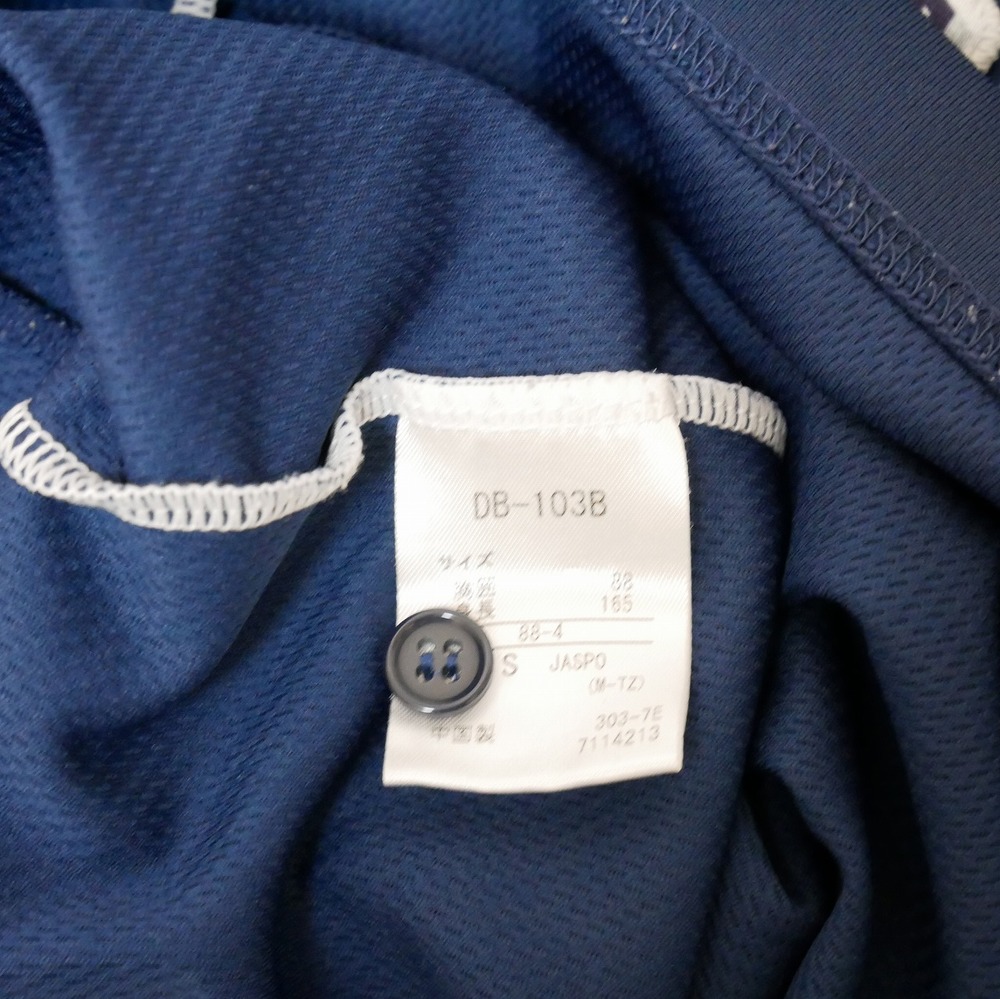 DB-103B
サイズ
胸囲 88
身長 165
88-4
S JASPO
(M-TZ)
303-7E
中国製 7114213